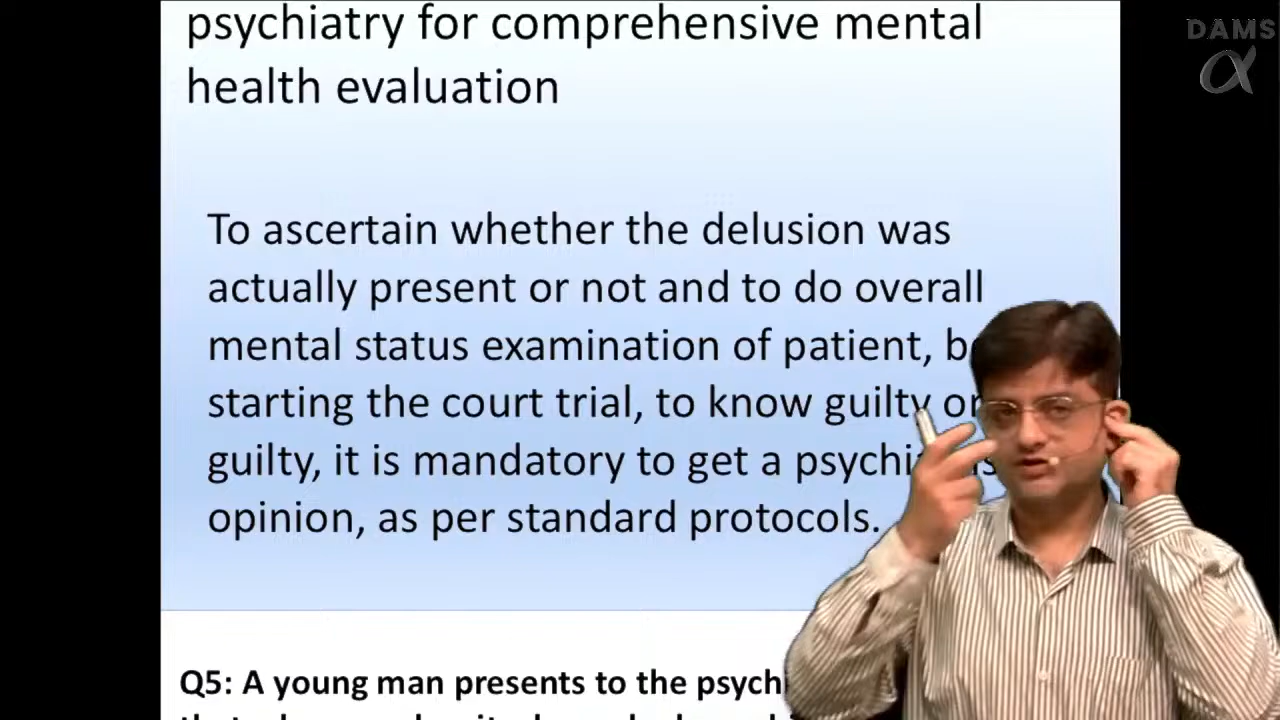 psychiatry for comprehensive mental
health evaluation
DAMS
α
To ascertain whether the delusion was
actually present or not and to do overall
mental status examination of patient,
starting the court trial, to know guilty or
guilty, it is mandatory to get a
opinion, as per standard protocols.
Q5: A young man presents to the